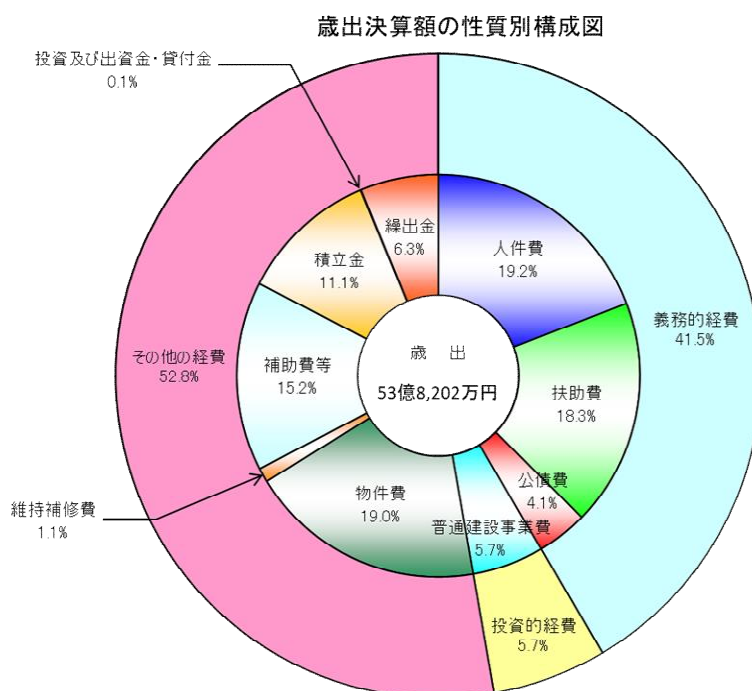 歳出決算額の性質別構成図
投資及び出資金・貸付金
0.1%
繰出金
6.3%
人件費
19.2%
積立金
11.1%
義務的経費
41.5%
その他の経費
52.8%
補助費等
15.2%
歳 出
53億8,202万円
扶助費
18.3%
公債費
4.1%
物件費
19.0%
維持補修費
1.1%
普通建設事業費
5.7%
投資的経費
5.7%